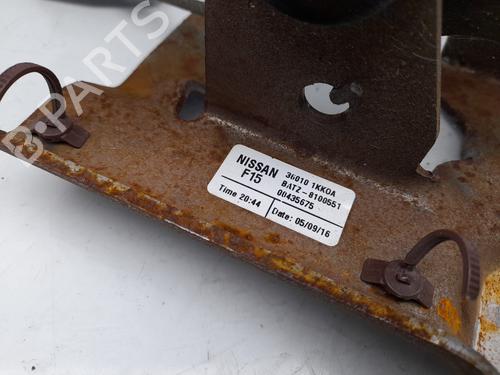 B-PARTS
NISSAN 36010 1KK0A
F15 BATZ-8100551
00435675
Time 20:44 Date: 05/09/16